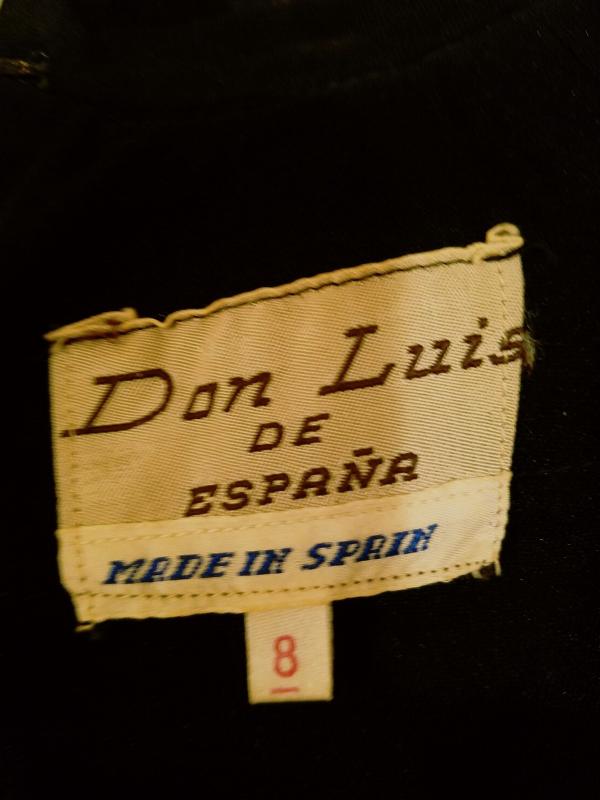 Don Luis
DE
ESPAÑA
MADE IN SPAIN
8